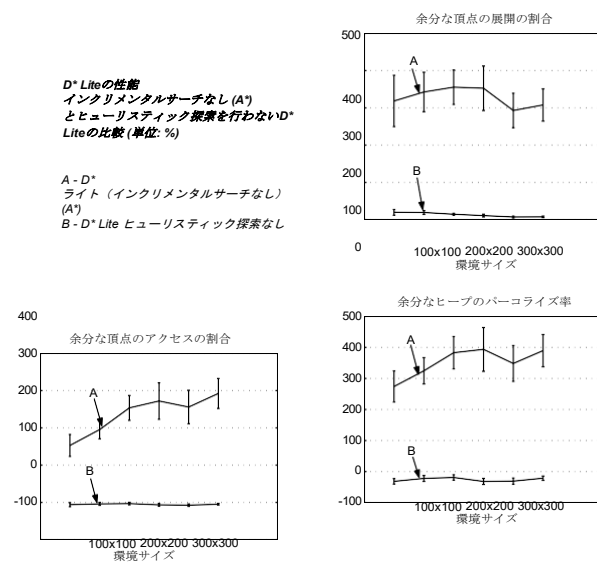 D* Liteの性能
インクリメンタルサーチなし (A*)
とヒューリスティック探索を行わないD*
Liteの比較 (単位: %)
A - D*
ライト（インクリメンタルサーチなし）
(A*)
B - D* Lite ヒューリスティック探索なし
余分な頂点の展開の割合
500
400
300
200
100
0
A
B
100x100 200x200 300x300
環境サイズ
余分な頂点のアクセスの割合
400
300
200
100
0
-100
A
B
100x100 200x200 300x300
環境サイズ
余分なヒープのパーコライズ率
500
400
300
200
100
0
-100
A
B
100x100 200x200 300x300
環境サイズ